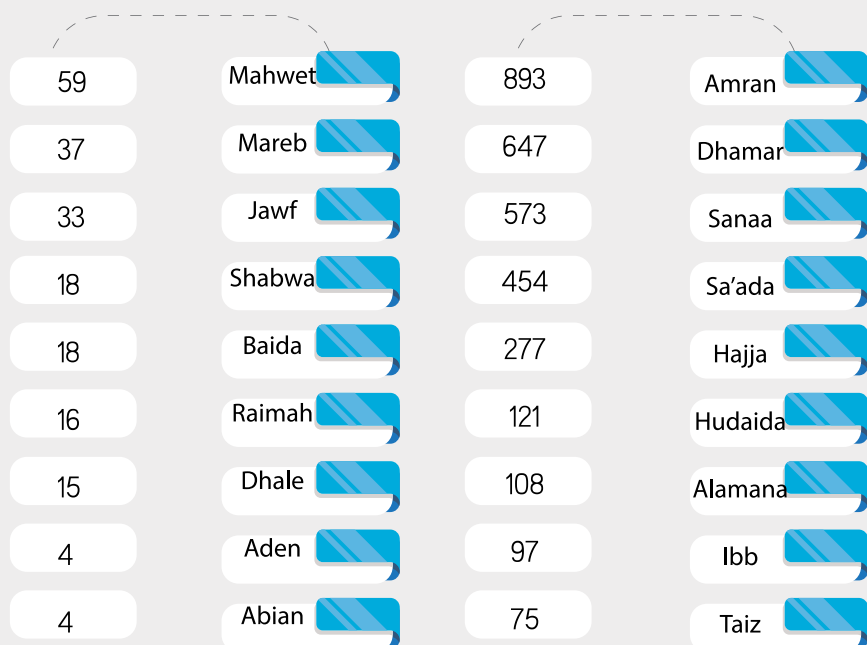 59 Mahwet 893 Amran
37 Mareb 647 Dhamar
33 Jawf 573 Sanaa
18 Shabwa 454 Sa'ada
18 Baida 277 Hajja
16 Raimah 121 Hudaida
15 Dhale 108 Alamana
4 Aden 97 Ibb
4 Abian 75 Taiz